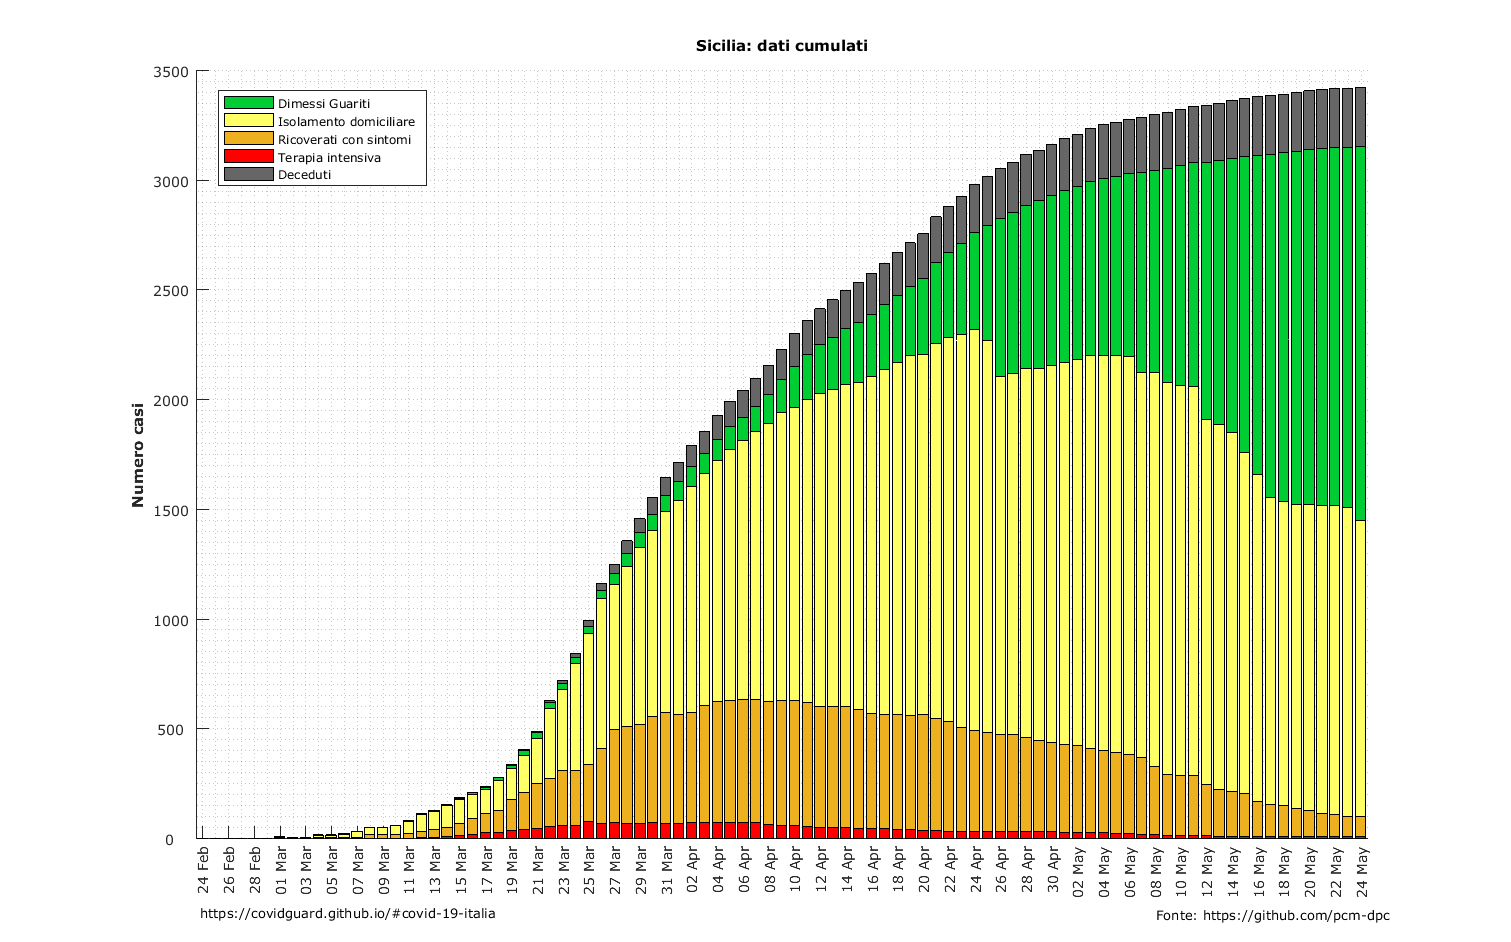 Sicilia: dati cumulati
3500
3000
2500
2000
1500
1000
500
0
Numero casi
Dimessi Guariti
Isolamento domiciliare
Ricoverati con sintomi
Terapia intensiva
Deceduti
24 Feb
26 Feb
28 Feb
01 Mar
03 Mar
05 Mar
07 Mar
09 Mar
11 Mar
13 Mar
15 Mar
17 Mar
19 Mar
21 Mar
23 Mar
25 Mar
27 Mar
29 Mar
31 Mar
02 Apr
04 Apr
06 Apr
08 Apr
10 Apr
12 Apr
14 Apr
16 Apr
18 Apr
20 Apr
22 Apr
24 Apr
26 Apr
28 Apr
30 Apr
02 May
04 May
06 May
08 May
10 May
12 May
14 May
16 May
18 May
20 May
22 May
24 May
https://covidguard.github.io/#covid-19-italia
Fonte: https://github.com/pcm-dpc